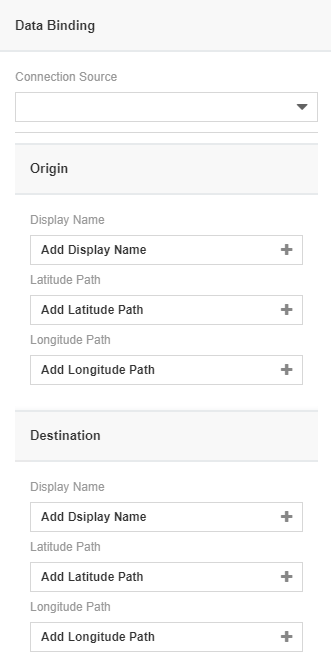 Data Binding
Connection Source
Origin
Display Name
Add Display Name
Latitude Path
Add Latitude Path
Longitude Path
Add Longitude Path
Destination
Display Name
Add Dsiplay Name
Latitude Path
Add Latitude Path
Longitude Path
Add Longitude Path